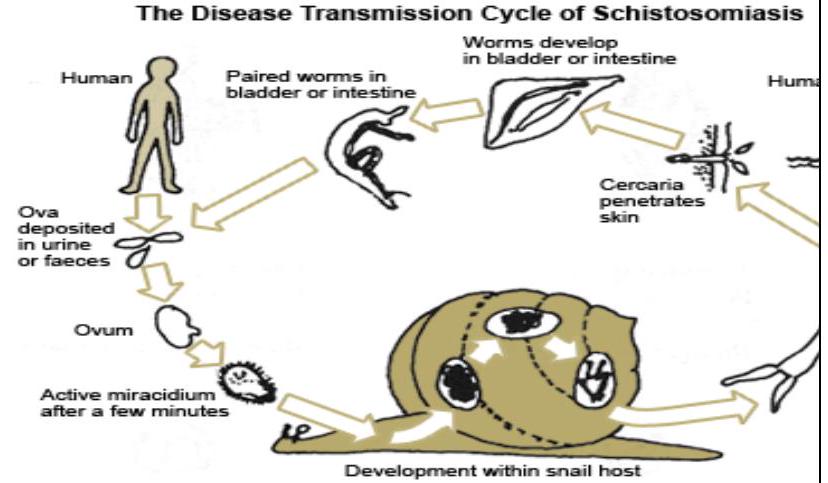 The Disease Transmission Cycle of Schistosomiasis
Worms develop
in bladder or intestine
Human
Paired worms in
bladder or intestine
Cercaria
penetrates
skin
Ova
deposited
in urine
or faeces
Ovum
Active miracidium
after a few minutes
Development within snail host